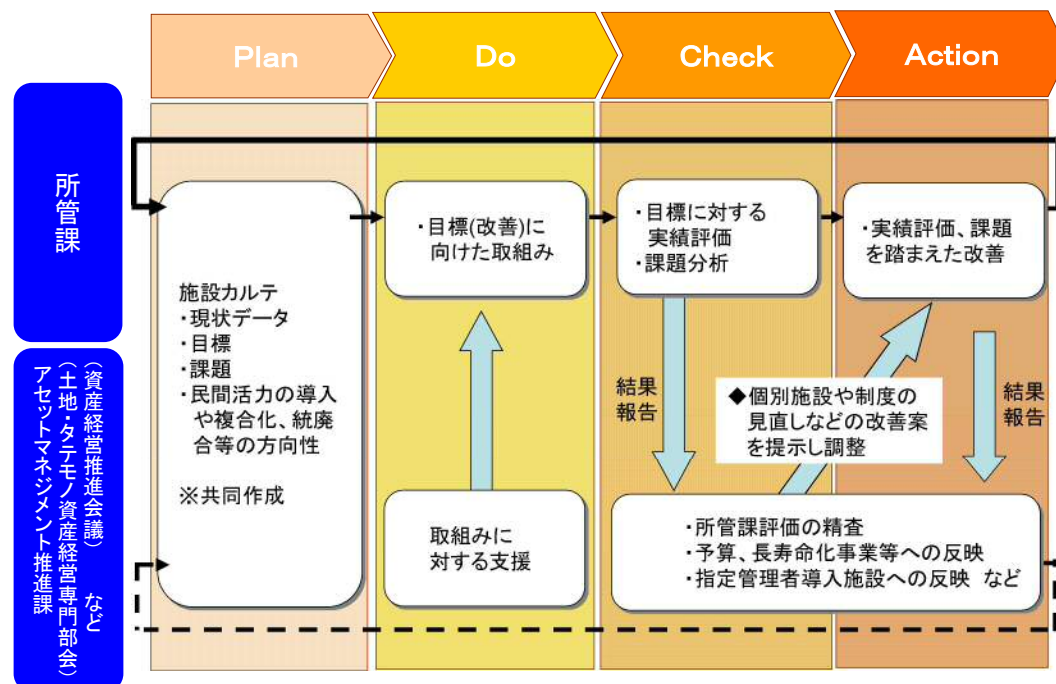 Plan
Do
Check
Action
所管課
(資産経営推進会議) など
(土地・タテモノ資産経営専門部会)
アセットマネジメント推進課
施設カルテ
・現状データ
・目標
・課題
・民間活力の導入
や複合化、統廃
合等の方向性
※共同作成
・目標(改善)に
向けた取組み
取組みに
対する支援
・目標に対する
実績評価
・課題分析
結果
報告
◆個別施設や制度の
見直しなどの改善案
を提示し調整
・実績評価、課題
を踏まえた改善
結果
報告
・所管課評価の精査
・予算、長寿命化事業等への反映
・指定管理者導入施設への反映 など